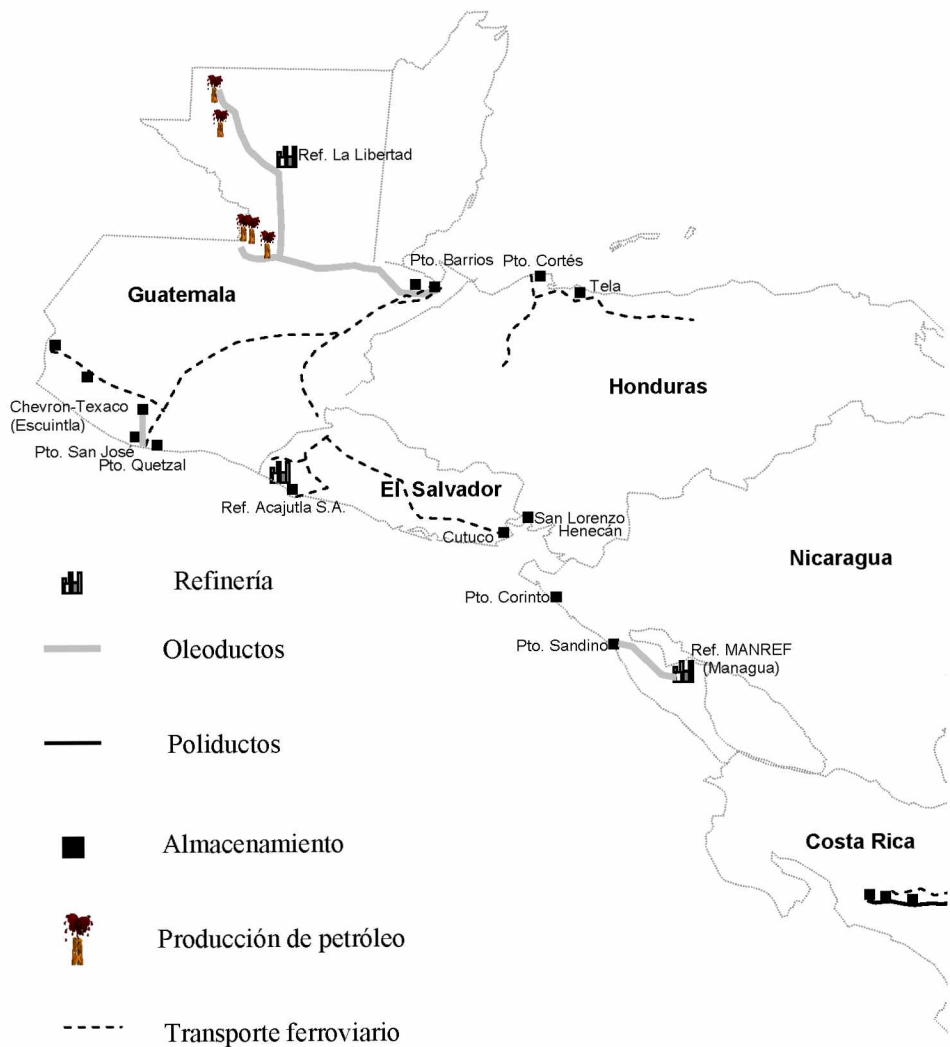 Ref. La Libertad
Pto. Barrios
Pto. Cortés
Tela
Guatemala
Honduras
Chevron-Texaco
(Escuintla)
Pto. San José
Pto. Quetzal
El Salvador
Ref. Acajutla S.A.
San Lorenzo
Henecán
Cutuco
Nicaragua
Refinería
Pto. Corinto
Oleoductos
Pto. Sandino
Ref. MANREF
(Managua)
Poliductos
Almacenamiento
Costa Rica
Producción de petróleo
Transporte ferroviario